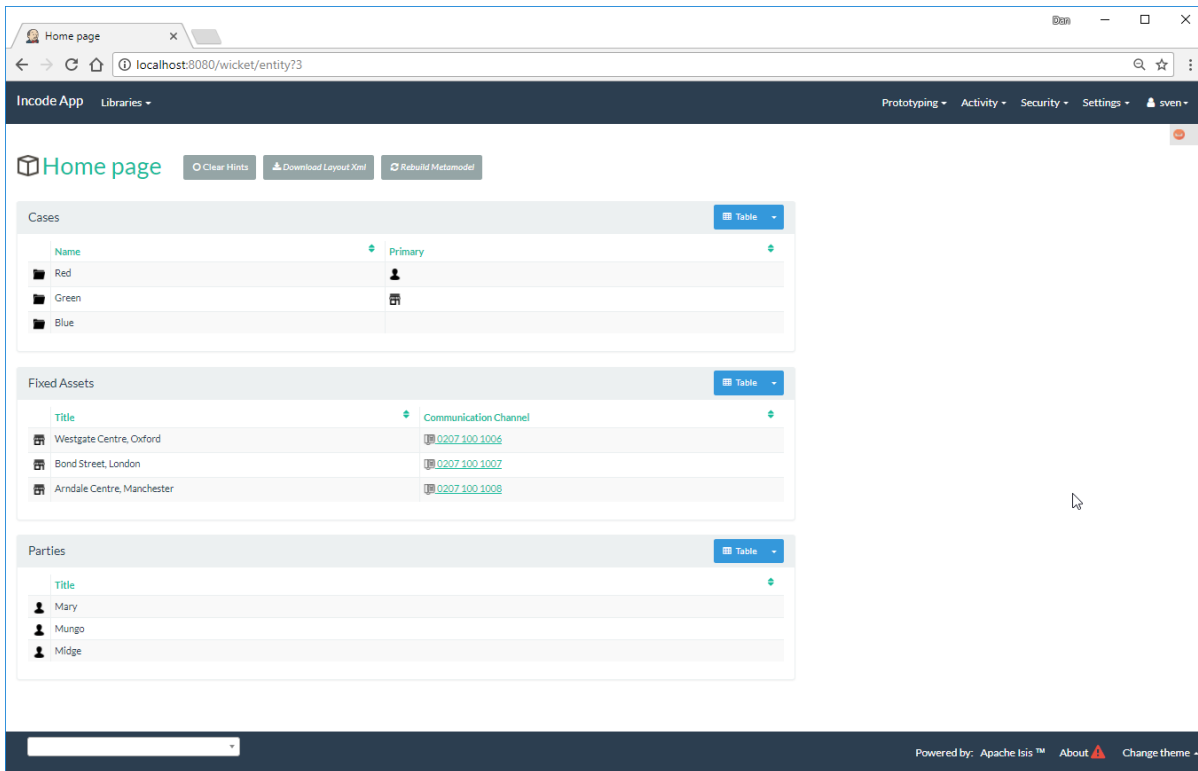 Dan
Home page
localhost:8080/wicket/entity?3
Incode App Libraries Prototyping Activity Security Settings sven
Home page Clear Hints Download Layout Xml Rebuild Metamodel
Cases Table
Name Primary
Red
Green
Blue
Fixed Assets Table
Title Communication Channel
Westgate Centre, Oxford 0207 100 1006
Bond Street, London 0207 100 1007
Arndale Centre, Manchester 0207 100 1008
Parties Table
Title
Mary
Mungo
Midge
Powered by: Apache Isis ™ About Change theme